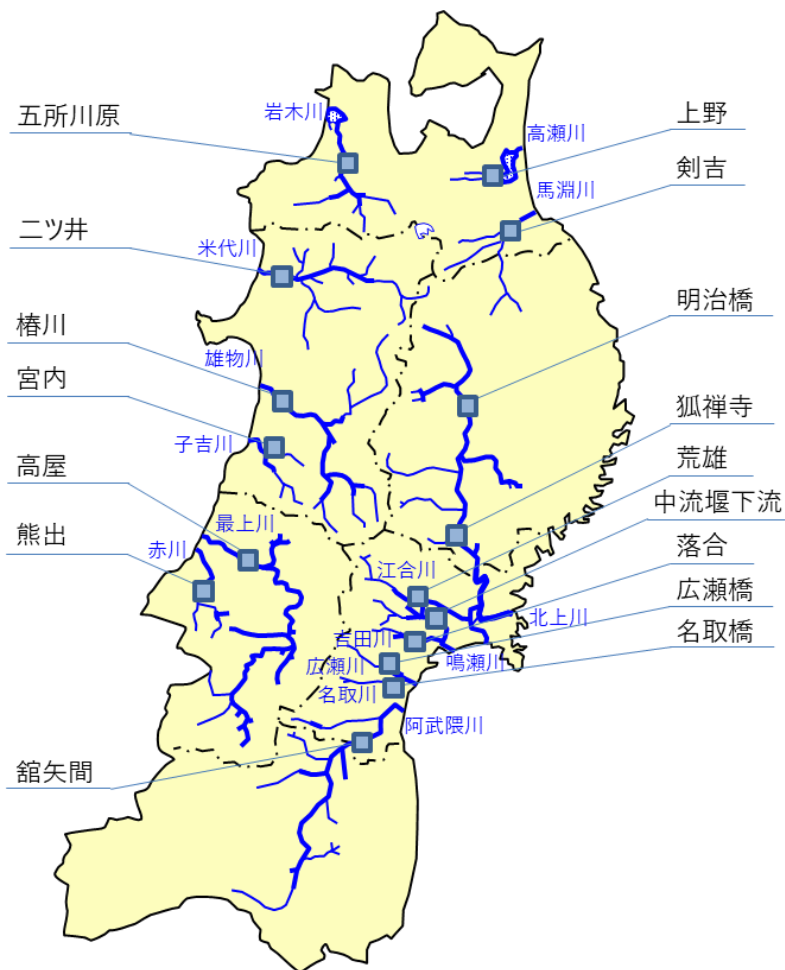 五所川原
岩木川
上野
高瀬川
剣吉
馬淵川
二ツ井
米代川
明治橋
椿川
雄物川
宮内
狐禅寺
子吉川
荒雄
高屋
中流堰下流
最上川
熊出
赤川
落合
江合川
広瀬橋
北上川
吉田川
名取橋
広瀬川
鳴瀬川
名取川
阿武隈川
舘矢間